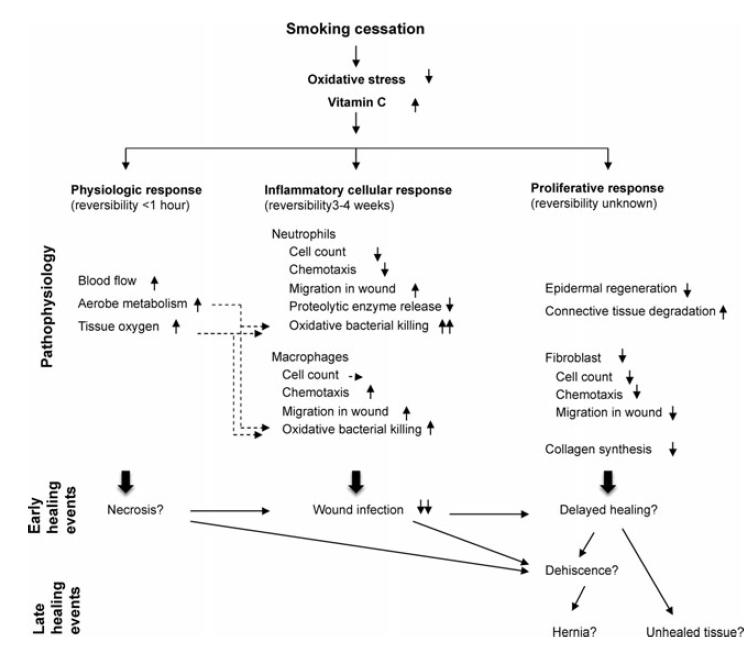 Smoking cessation
Oxidative stress
Vitamin C
Physiologic response
(reversibility <1 hour)
Inflammatory cellular response
(reversibility3-4 weeks)
Proliferative response
(reversibility unknown)
Pathophysiology
Blood flow
Aerobe metabolism
Tissue oxygen
Neutrophils
Cell count
Chemotaxis
Migration in wound
Proteolytic enzyme release
Oxidative bacterial killing
Macrophages
Cell count
Chemotaxis
Migration in wound
Oxidative bacterial killing
Epidermal regeneration
Connective tissue degradation
Fibroblast
Cell count
Chemotaxis
Migration in wound
Collagen synthesis
Early
healing
events
Necrosis?
Wound infection
Delayed healing?
Dehiscence?
Late
healing
events
Hernia?
Unhealed tissue?